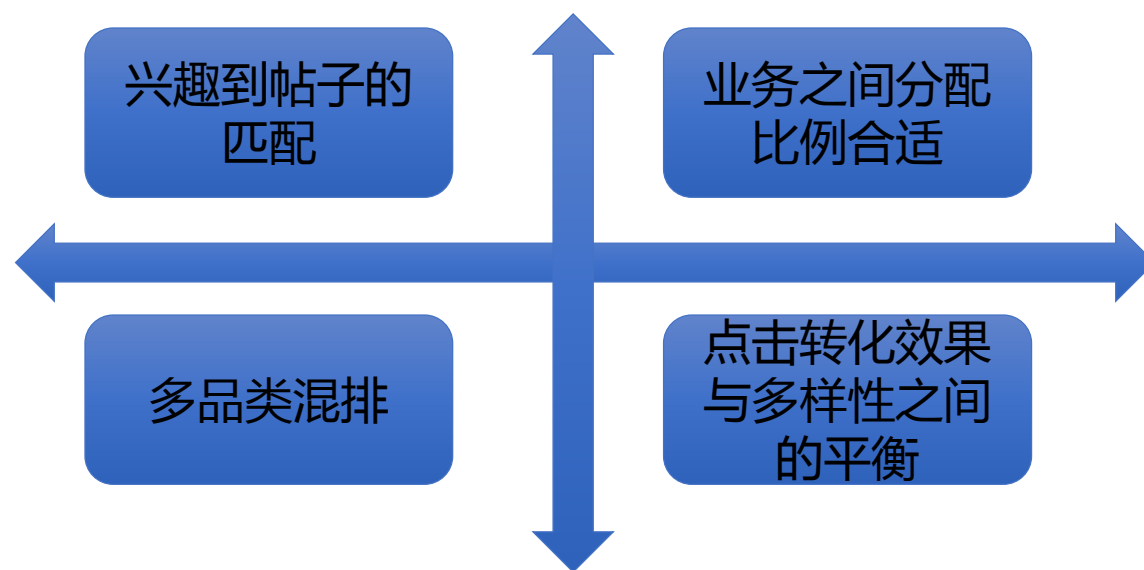 兴趣到帖子的
匹配
业务之间分配
比例合适
多品类混排
点击转化效果
与多样性之间
的平衡